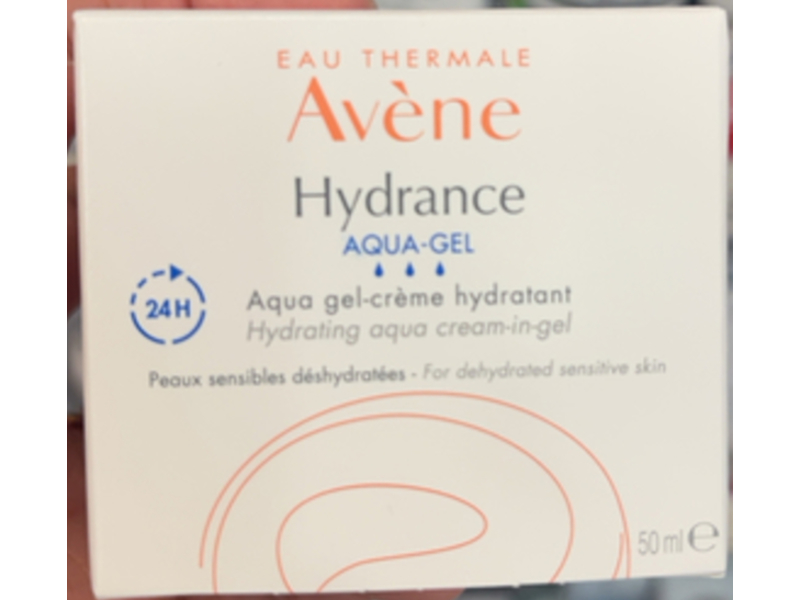 EAU THERMALE
Avène
Hydrance
AQUA-GEL
24H
Aqua gel-crème hydratant
Hydrating aqua cream-in-gel
Peaux sensibles déshydratées - For dehydrated sensitive skin
50 ml e